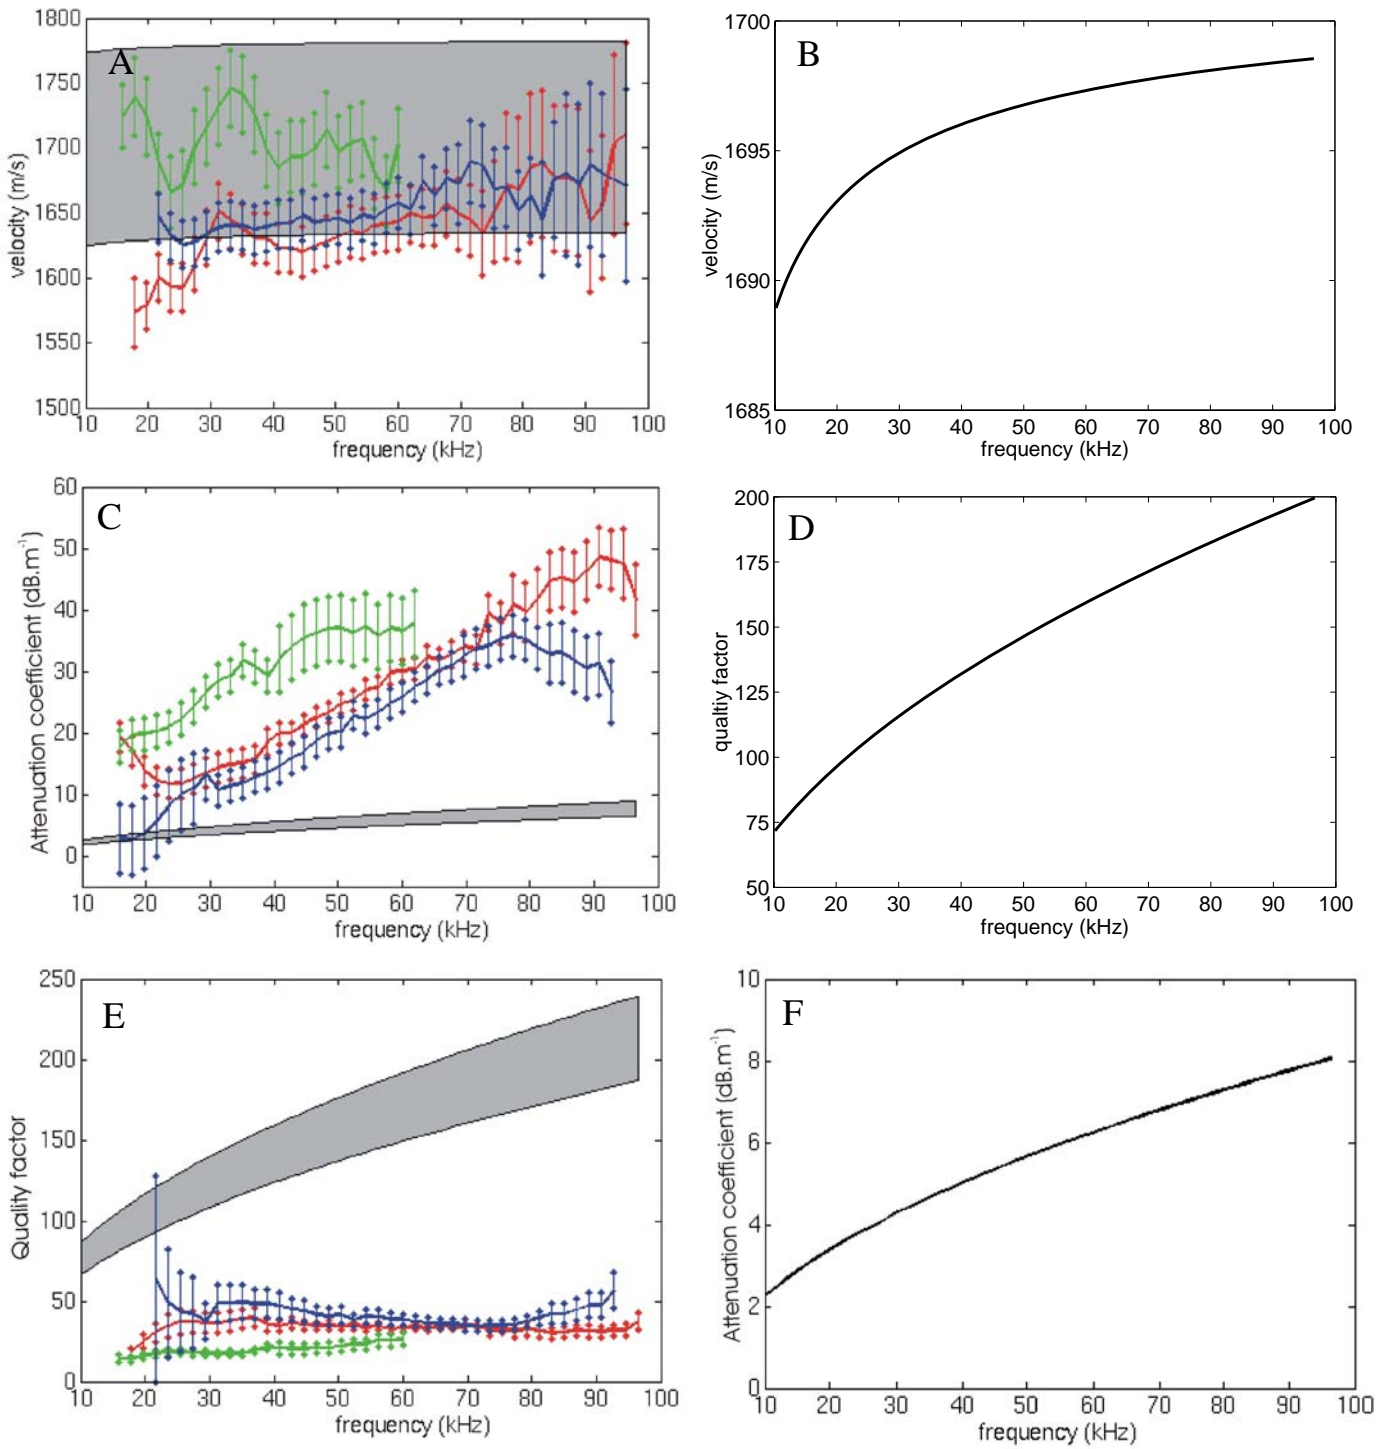 A
1800
1750
1700
1650
1600
1550
1500
velocity (m/s)
10 20 30 40 50 60 70 80 90 100
frequency (kHz)
B
1700
1695
1690
1685
velocity (m/s)
10 20 30 40 50 60 70 80 90 100
frequency (kHz)
C
60
50
40
30
20
10
0
Attenuation coefficient (dB.m-1)
10 20 30 40 50 60 70 80 90 100
frequency (kHz)
D
200
175
150
125
100
75
50
qualtiy factor
10 20 30 40 50 60 70 80 90 100
frequency (kHz)
E
250
200
150
100
50
0
Quality factor
10 20 30 40 50 60 70 80 90 100
frequency (kHz)
F
10
8
6
4
2
0
Attenuation coefficient (dB.m-1)
10 20 30 40 50 60 70 80 90 100
frequency (kHz)